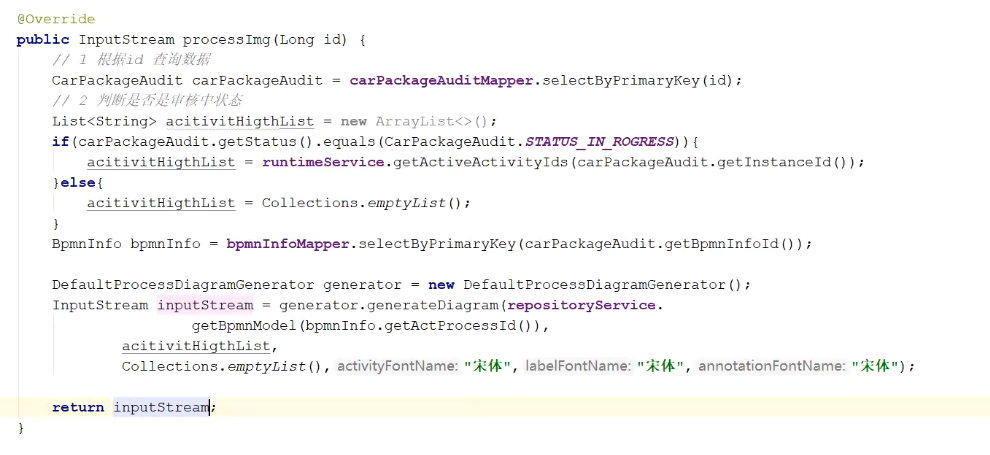 @Override
public InputStream processImg(Long id) {
// 1 根据id 查询数据
CarPackageAudit carPackageAudit = carPackageAuditMapper.selectByPrimaryKey(id);
// 2 判断是否是审核中状态
List<String> acitivitHigthList = new ArrayList<>();
if(carPackageAudit.getStatus().equals(CarPackageAudit.STATUS_IN_ROGRESS)){
acitivitHigthList = runtimeService.getActiveActivityIds(carPackageAudit.getInstanceId());
}else{
acitivitHigthList = Collections.emptyList();
}
BpmnInfo bpmnInfo = bpmnInfoMapper.selectByPrimaryKey(carPackageAudit.getBpmnInfoId());
DefaultProcessDiagramGenerator generator = new DefaultProcessDiagramGenerator();
InputStream inputStream = generator.generateDiagram(repositoryService.
getBpmnModel(bpmnInfo.getActProcessId()),
acitivitHigthList,
Collections.emptyList(), activityFontName: "宋体", labelFontName: "宋体", annotationFontName: "宋体");
return inputStream;
}